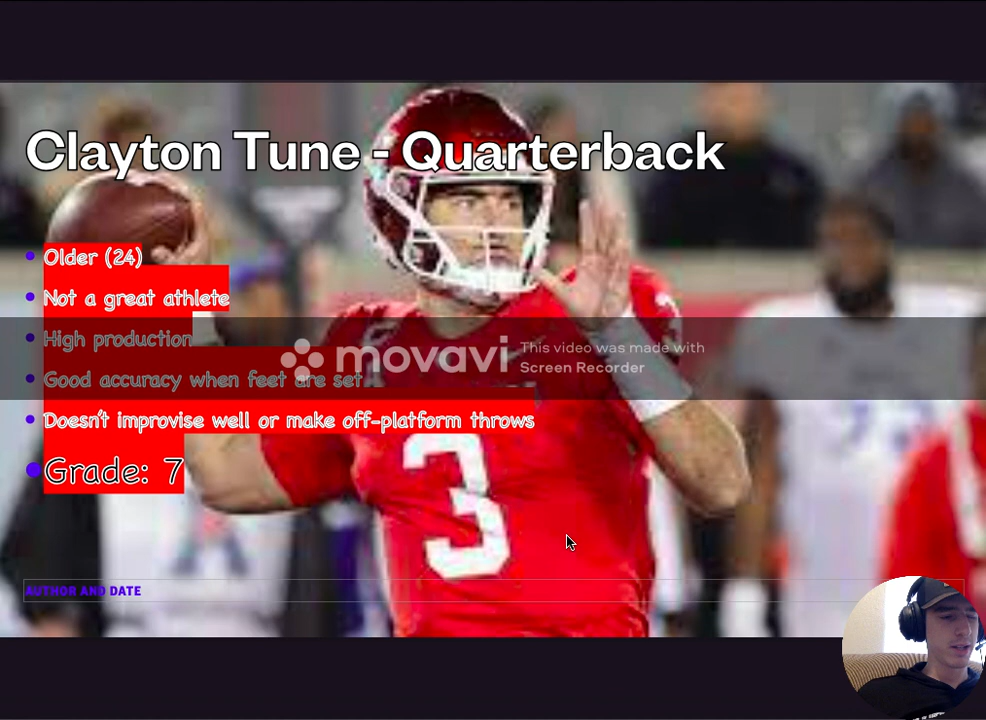 Clayton Tune - Quarterback
Older (24)
Not a great athlete
High production
Good accuracy when feet are set
Doesn't improvise well or make off-platform throws
Grade: 7
movavi
This video was made with
Screen Recorder
3
AUTHOR AND DATE